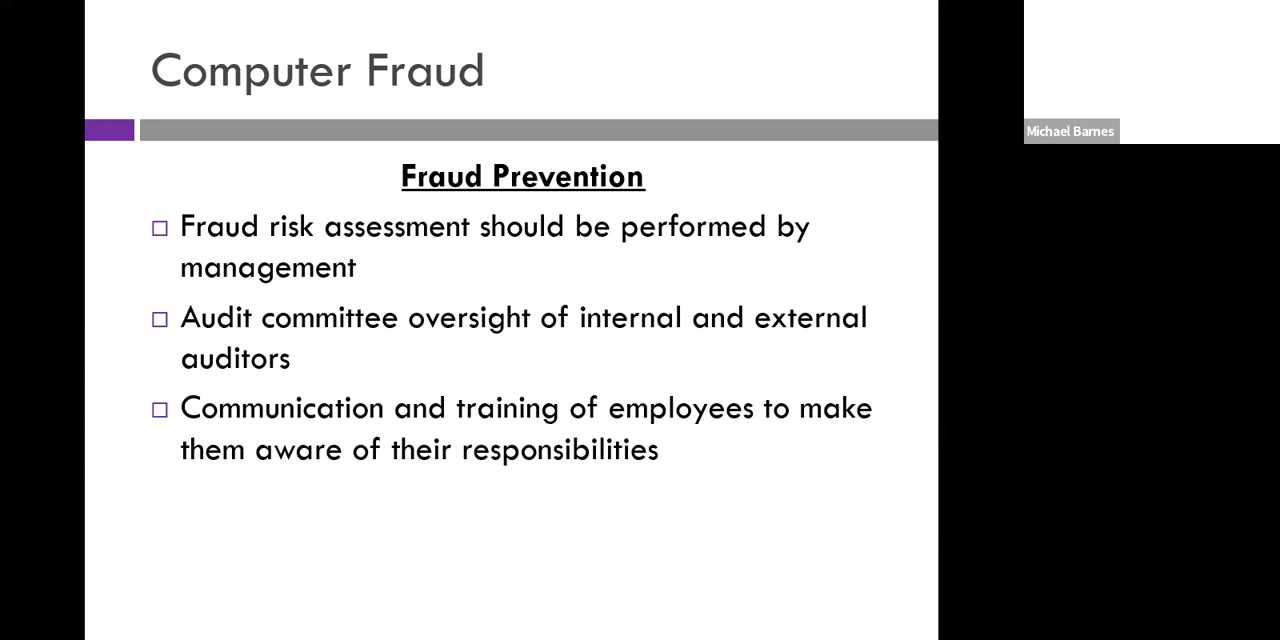 Computer Fraud
Michael Barnes
Fraud Prevention
Fraud risk assessment should be performed by
management
Audit committee oversight of internal and external
auditors
Communication and training of employees to make
them aware of their responsibilities